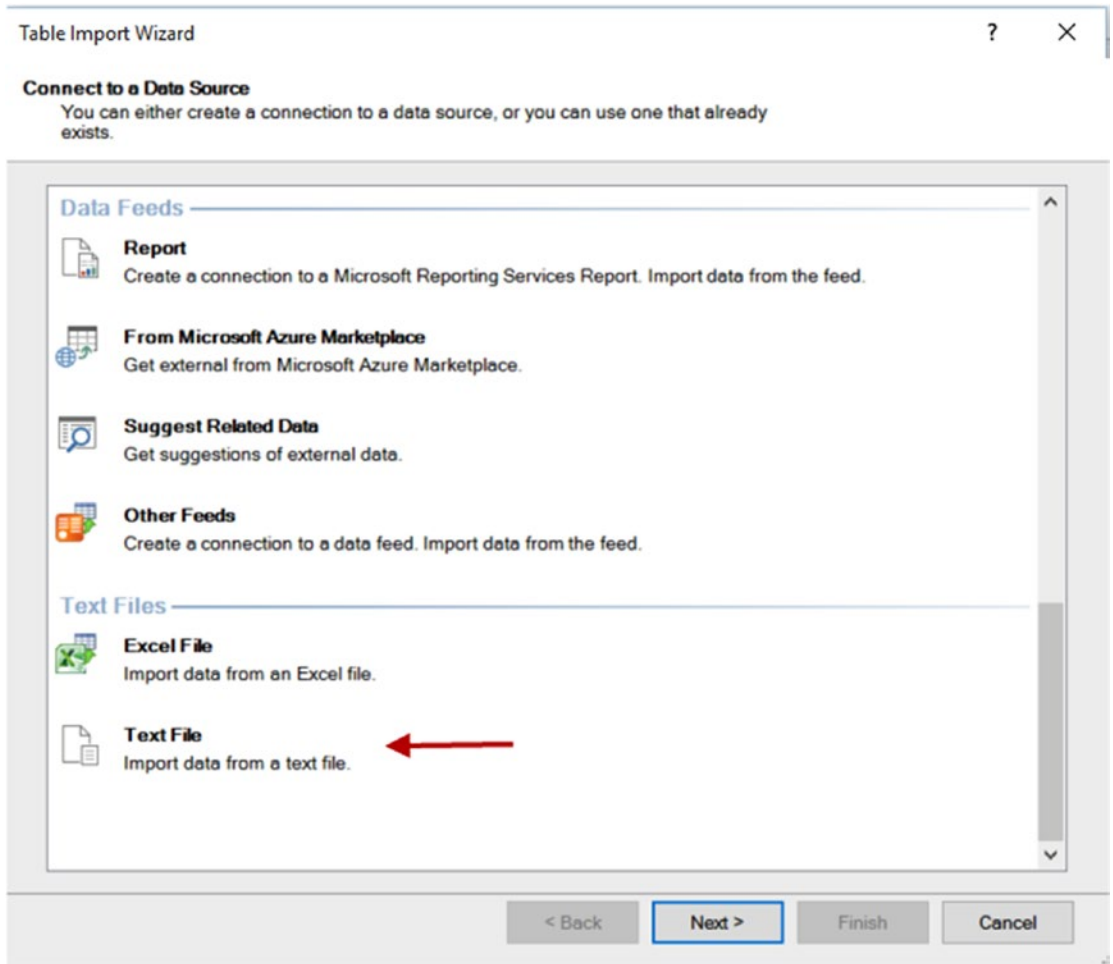 Table Import Wizard
?
Connect to a Data Source
You can either create a connection to a data source, or you can use one that already
exists.
Data Feeds
Report
Create a connection to a Microsoft Reporting Services Report. Import data from the feed.
From Microsoft Azure Marketplace
Get external from Microsoft Azure Marketplace.
Suggest Related Data
Get suggestions of external data.
Other Feeds
Create a connection to a data feed. Import data from the feed.
Text Files
Excel File
Import data from an Excel file.
Text File
Import data from a text file.
< Back Next > Finish Cancel